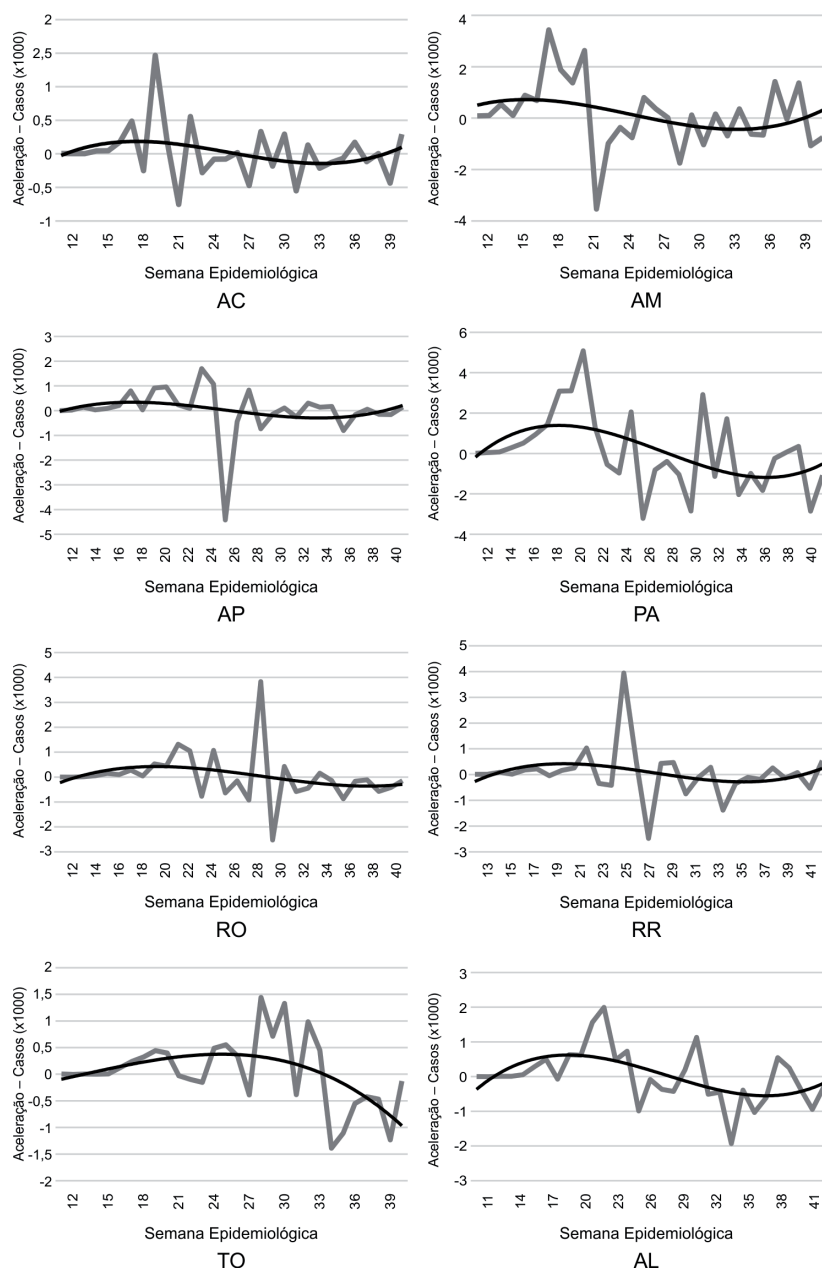 Aceleração – Casos (x1000)
2
2,5
1
0,5
0
-0,5
-1
12 15 18 21 24 27 30 33 36 39
Semana Epidemiológica
AC
Aceleração – Casos (x1000)
4
2
0
-2
-4
12 15 18 21 24 27 30 33 36 39
Semana Epidemiológica
AM
Aceleração – Casos (x1000)
3
2
1
0
-1
-2
-3
-4
-5
12 14 16 18 20 22 24 26 28 30 32 34 36 38 40
Semana Epidemiológica
AP
Aceleração – Casos (x1000)
6
4
2
0
-2
-4
12 14 16 18 20 22 24 26 28 30 32 34 36 38 40
Semana Epidemiológica
PA
Aceleração – Casos (x1000)
5
4
3
2
1
0
-1
-2
-3
12 14 16 18 20 22 24 26 28 30 32 34 36 38 40
Semana Epidemiológica
RO
Aceleração – Casos (x1000)
5
4
3
2
1
0
-1
-2
-3
13 15 17 19 21 23 25 27 29 31 33 35 37 39 41
Semana Epidemiológica
RR
Aceleração – Casos (x1000)
2
1,5
1
0,5
0
-0,5
-1
-1,5
-2
12 15 18 21 24 27 30 33 36 39
Semana Epidemiológica
TO
Aceleração – Casos (x1000)
3
2
1
0
-1
-2
-3
11 14 17 20 23 26 29 32 35 38 41
Semana Epidemiológica
AL